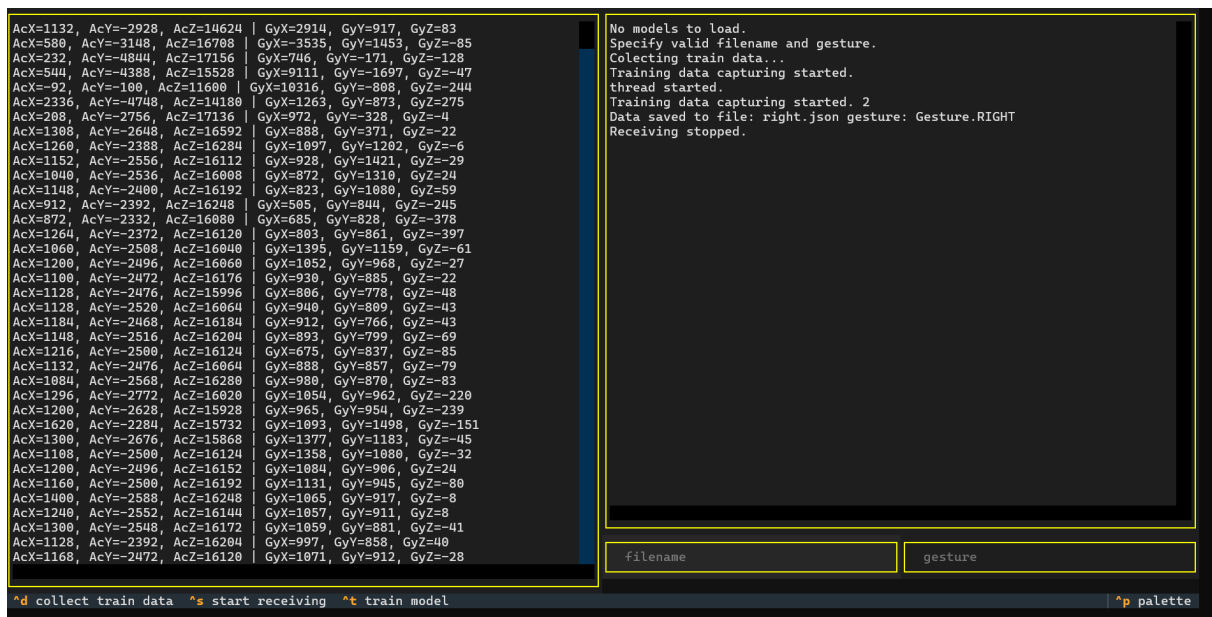 AcX=1132, AcY=-2928, AcZ=14624 | GyX=2914, GyY=917, GyZ=83
AcX=580, AcY=-3148, AcZ=16708 | GyX=-3535, GyY=1453, GyZ=-85
AcX=232, AcY=-4844, AcZ=17156 | GyX=746, GyY=-171, GyZ=-128
AcX=544, AcY=-4388, AcZ=15528 | GyX=9111, GyY=-1697, GyZ=-47
AcX=-92, AcY=-100, AcZ=11600 | GyX=10316, GyY=-808, GyZ=-244
AcX=2336, AcY=-4748, AcZ=14180 | GyX=1263, GyY=873, GyZ=275
AcX=208, AcY=-2756, AcZ=17136 | GyX=972, GyY=-328, GyZ=-4
AcX=1308, AcY=-2648, AcZ=16592 | GyX=888, GyY=371, GyZ=-22
AcX=1260, AcY=-2388, AcZ=16284 | GyX=1097, GyY=1202, GyZ=-6
AcX=1152, AcY=-2556, AcZ=16112 | GyX=928, GyY=1421, GyZ=-29
AcX=1040, AcY=-2536, AcZ=16008 | GyX=872, GyY=1310, GyZ=24
AcX=1148, AcY=-2400, AcZ=16192 | GyX=823, GyY=1080, GyZ=59
AcX=912, AcY=-2392, AcZ=16248 | GyX=505, GyY=844, GyZ=-245
AcX=872, AcY=-2332, AcZ=16080 | GyX=685, GyY=828, GyZ=-378
AcX=1264, AcY=-2372, AcZ=16120 | GyX=803, GyY=861, GyZ=-397
AcX=1060, AcY=-2508, AcZ=16040 | GyX=1395, GyY=1159, GyZ=-61
AcX=1200, AcY=-2496, AcZ=16060 | GyX=1052, GyY=968, GyZ=-27
AcX=1100, AcY=-2472, AcZ=16176 | GyX=930, GyY=885, GyZ=-22
AcX=1128, AcY=-2476, AcZ=15996 | GyX=806, GyY=778, GyZ=-48
AcX=1128, AcY=-2520, AcZ=16064 | GyX=940, GyY=809, GyZ=-43
AcX=1184, AcY=-2468, AcZ=16184 | GyX=912, GyY=766, GyZ=-43
AcX=1148, AcY=-2516, AcZ=16204 | GyX=893, GyY=799, GyZ=-69
AcX=1216, AcY=-2500, AcZ=16124 | GyX=675, GyY=837, GyZ=-85
AcX=1132, AcY=-2476, AcZ=16064 | GyX=888, GyY=857, GyZ=-79
AcX=1084, AcY=-2568, AcZ=16280 | GyX=980, GyY=870, GyZ=-83
AcX=1296, AcY=-2772, AcZ=16020 | GyX=1054, GyY=962, GyZ=-220
AcX=1200, AcY=-2628, AcZ=15928 | GyX=965, GyY=954, GyZ=-239
AcX=1620, AcY=-2284, AcZ=15732 | GyX=1093, GyY=1498, GyZ=-151
AcX=1300, AcY=-2676, AcZ=15868 | GyX=1377, GyY=1183, GyZ=-45
AcX=1108, AcY=-2500, AcZ=16124 | GyX=1358, GyY=1080, GyZ=-32
AcX=1200, AcY=-2496, AcZ=16152 | GyX=1084, GyY=906, GyZ=24
AcX=1160, AcY=-2500, AcZ=16192 | GyX=1131, GyY=945, GyZ=-80
AcX=1400, AcY=-2588, AcZ=16248 | GyX=1065, GyY=917, GyZ=-8
AcX=1240, AcY=-2552, AcZ=16144 | GyX=1057, GyY=911, GyZ=8
AcX=1300, AcY=-2548, AcZ=16172 | GyX=1059, GyY=881, GyZ=-41
AcX=1128, AcY=-2392, AcZ=16204 | GyX=997, GyY=858, GyZ=40
AcX=1168, AcY=-2472, AcZ=16120 | GyX=1071, GyY=912, GyZ=-28
No models to load.
Specify valid filename and gesture.
Colecting train data...
Training data capturing started.
thread started.
Training data capturing started. 2
Data saved to file: right.json gesture: Gesture.RIGHT
Receiving stopped.
filename
gesture
^d collect train data ^s start receiving ^t train model
^p palette